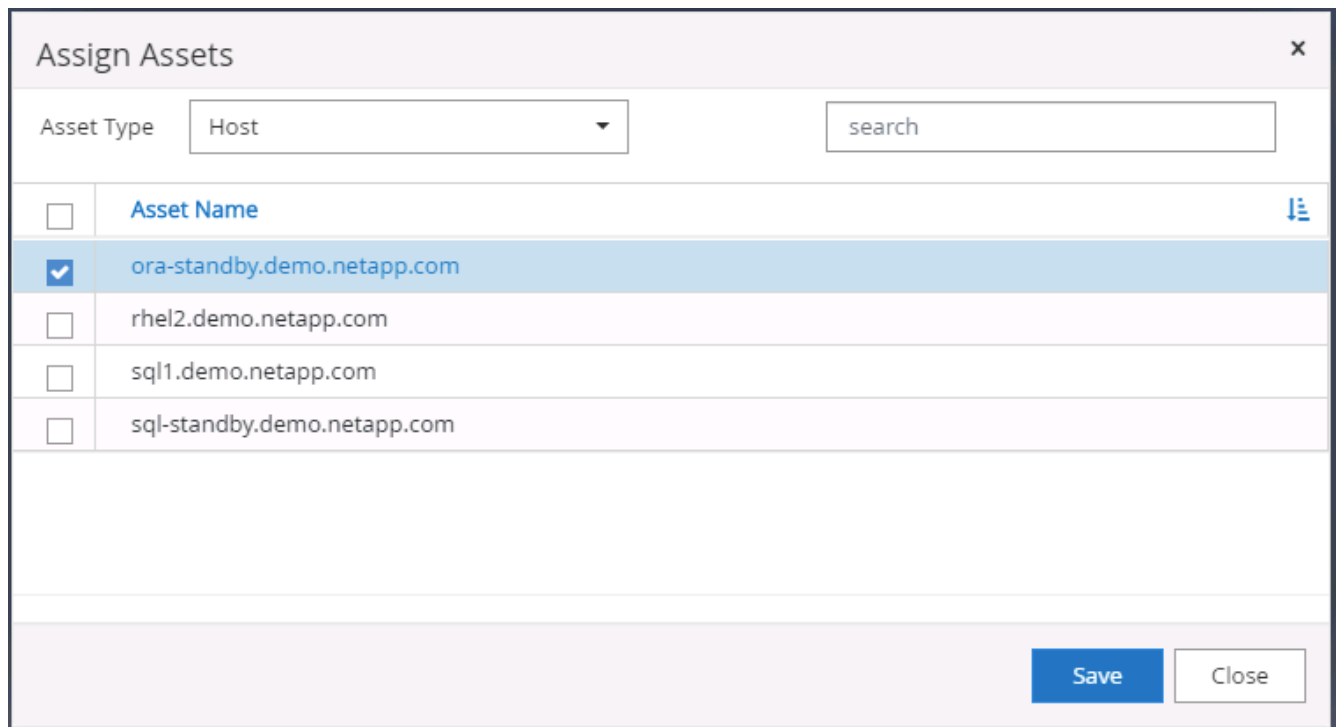 Assign Assets
Asset Type Host search
Asset Name
ora-standby.demo.netapp.com
rhel2.demo.netapp.com
sql1.demo.netapp.com
sql-standby.demo.netapp.com
Save Close